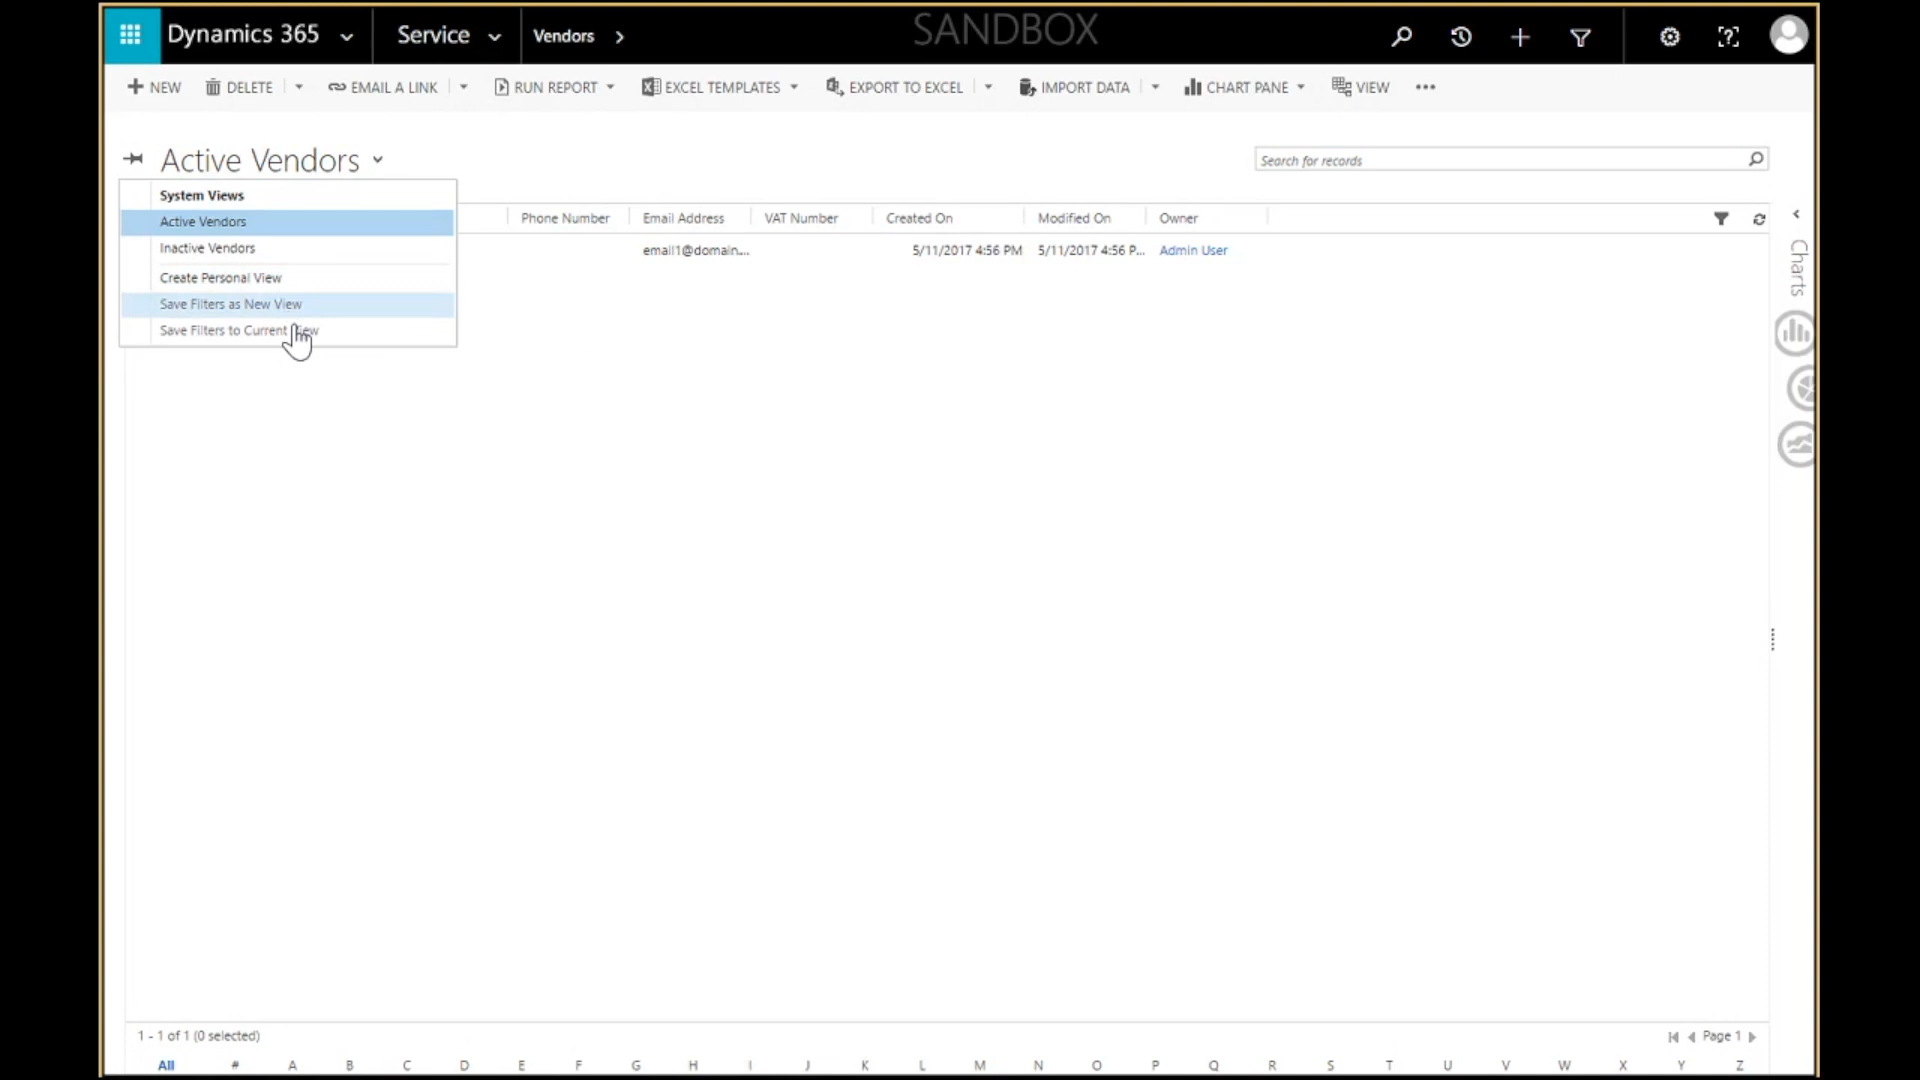 Dynamics 365 Service Vendors SANDBOX
NEW DELETE EMAIL A LINK RUN REPORT EXCEL TEMPLATES EXPORT TO EXCEL IMPORT DATA CHART PANE VIEW •••
Active Vendors
Search for records
System Views
Active Vendors
Inactive Vendors
Create Personal View
Save Filters as New View
Save Filters to Current View
Phone Number Email Address VAT Number Created On Modified On Owner
email1@domain.... 5/11/2017 4:56 PM 5/11/2017 4:56 P... Admin User
Charts
1 - 1 of 1 (0 selected) Page 1
All # A B C D E F G H I J K L M N O P Q R S T U V W X Y Z